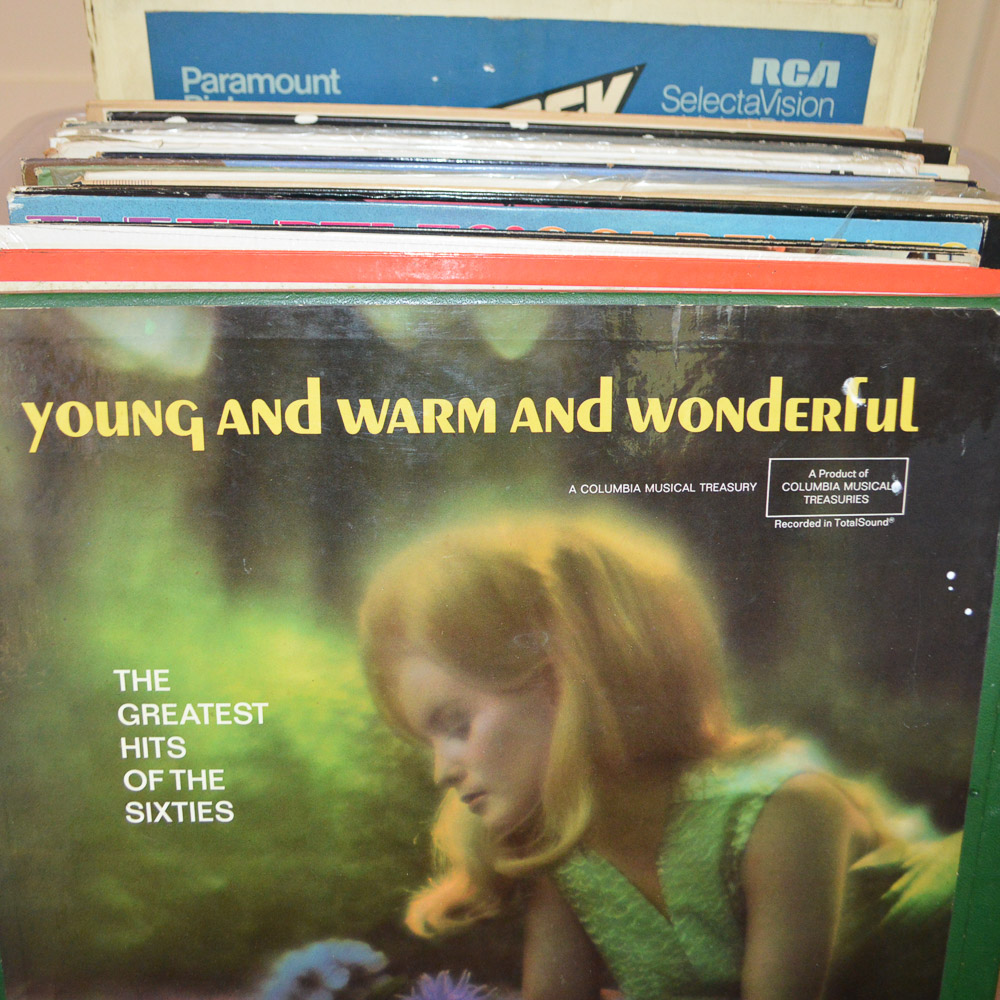 Paramount
RCA
SelectaVision
YOUNG AND WARM AND WONDERFUL
A COLUMBIA MUSICAL TREASURY
A Product of
COLUMBIA MUSICAL
TREASURIES
Recorded in TotalSound®
THE
GREATEST
HITS
OF THE
SIXTIES